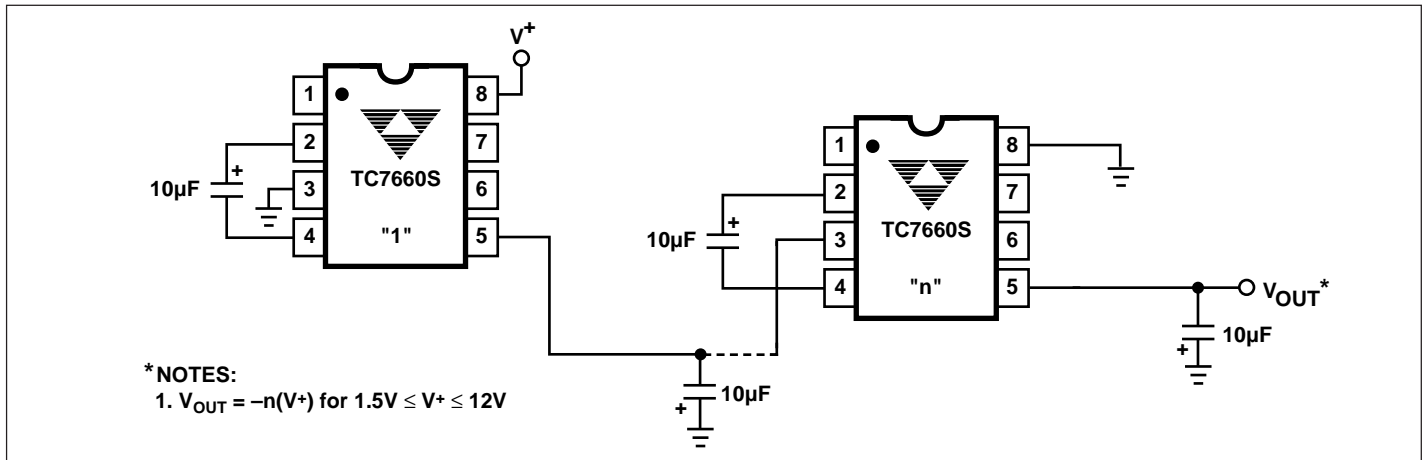 V+
1
8
2
7
3
6
4
5
TC7660S
"1"
+
10µF
1
8
2
7
3
6
4
5
TC7660S
"n"
+
10µF
10µF
+
VOUT*
10µF
+
*NOTES:
1. VOUT = –n(V+) for 1.5V ≤ V+ ≤ 12V